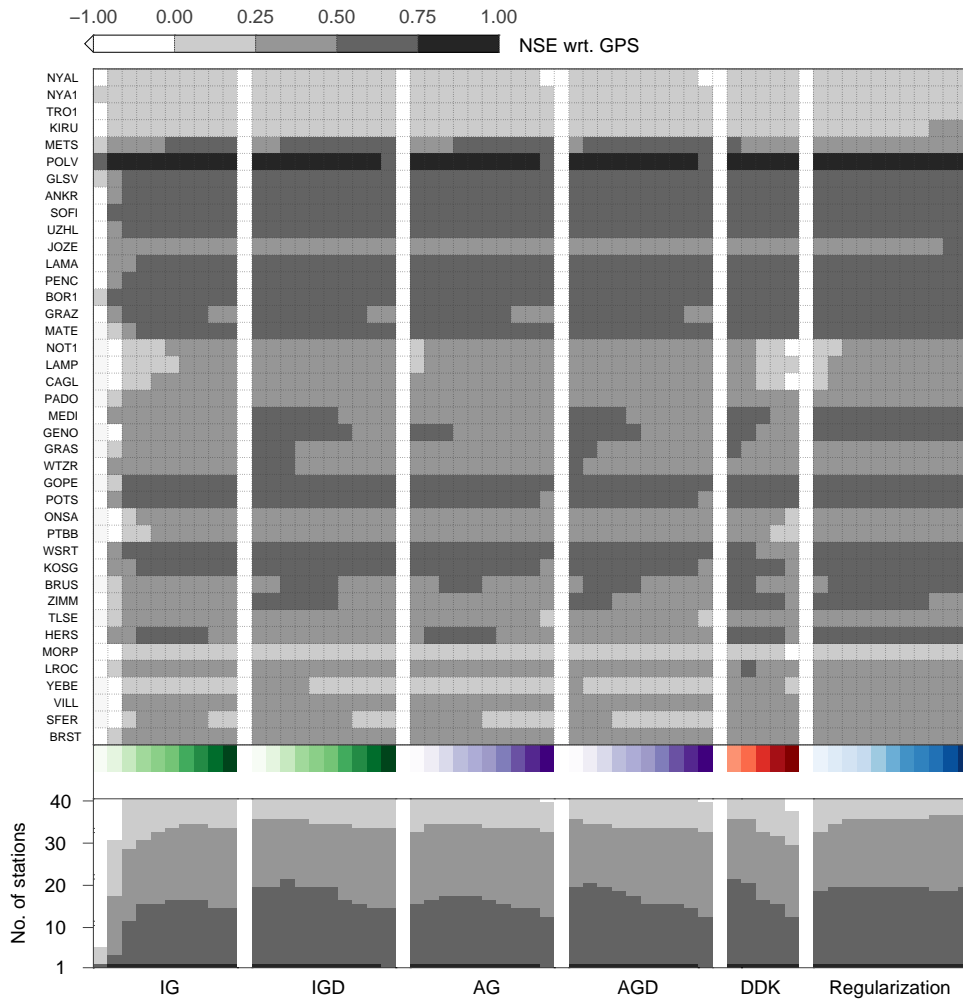 −1.00 0.00 0.25 0.50 0.75 1.00
NSE wrt. GPS
NYAL
NYA1
TRO1
KIRU
METS
POLV
GLSV
ANKR
SOFI
UZHL
JOZE
LAMA
PENC
BOR1
GRAZ
MATE
NOT1
LAMP
CAGL
PADO
MEDI
GENO
GRAS
WTZR
GOPE
POTS
ONSA
PTBB
WSRT
KOSG
BRUS
ZIMM
TLSE
HERS
MORP
LROC
YEBE
VILL
SFER
BRST
No. of stations
40
30
20
10
1
IG IGD AG AGD DDK Regularization